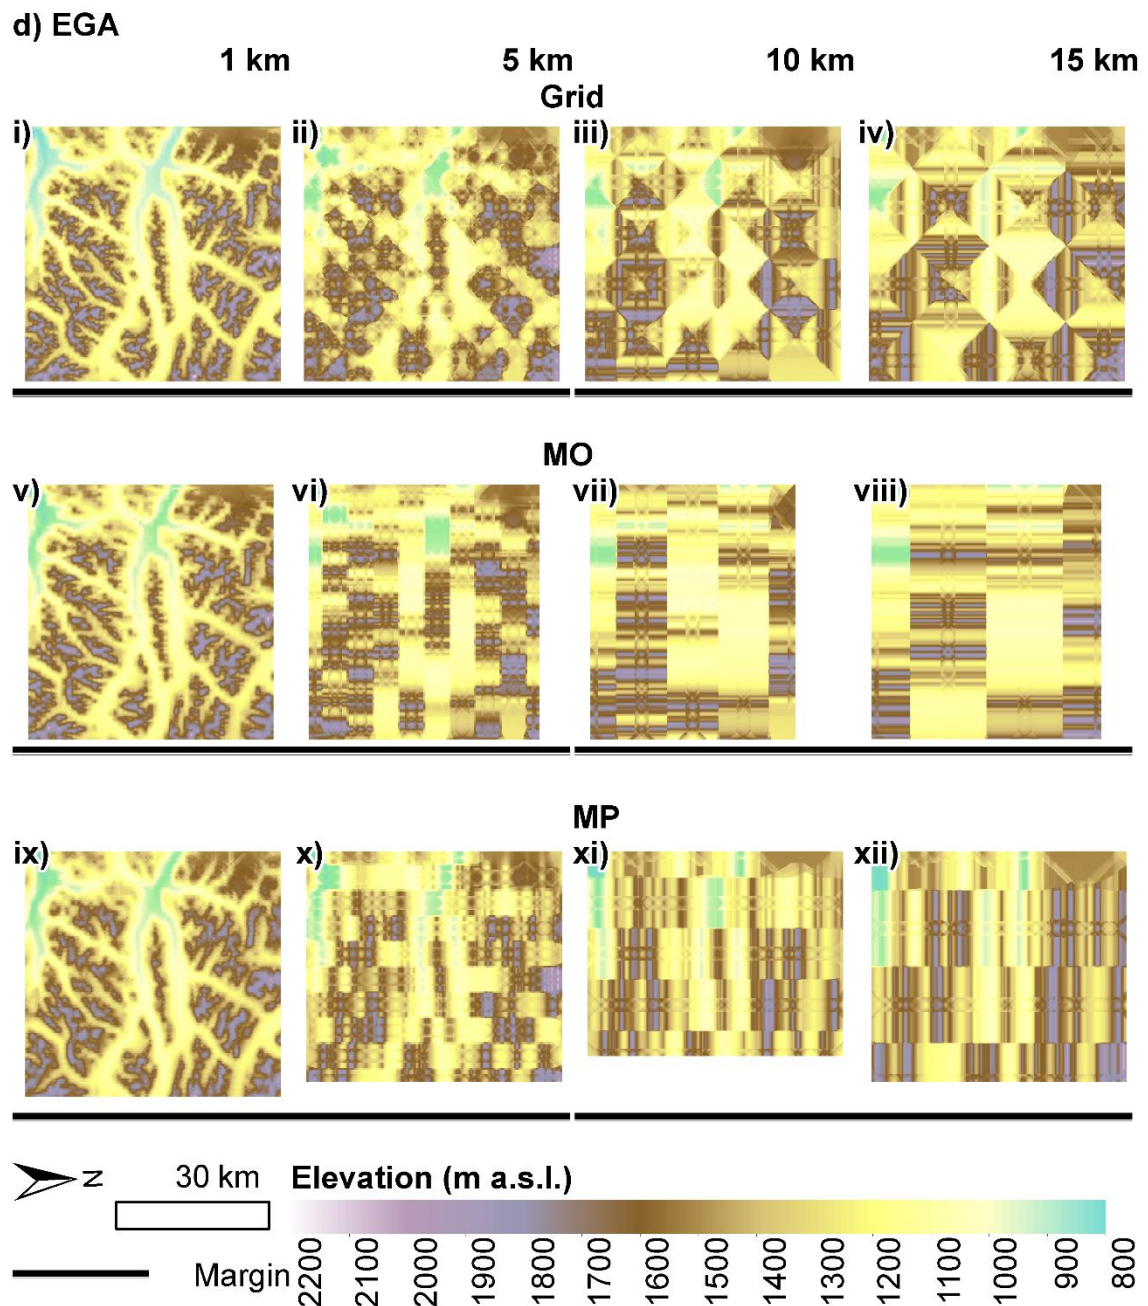 d) EGA
1 km 5 km 10 km 15 km
Grid
i) ii) iii) iv)
MO
v) vi) vii) viii)
MP
ix) x) xi) xii)
N 30 km Elevation (m a.s.l.)
Margin 2200 2100 2000 1900 1800 1700 1600 1500 1400 1300 1200 1100 1000 900 800